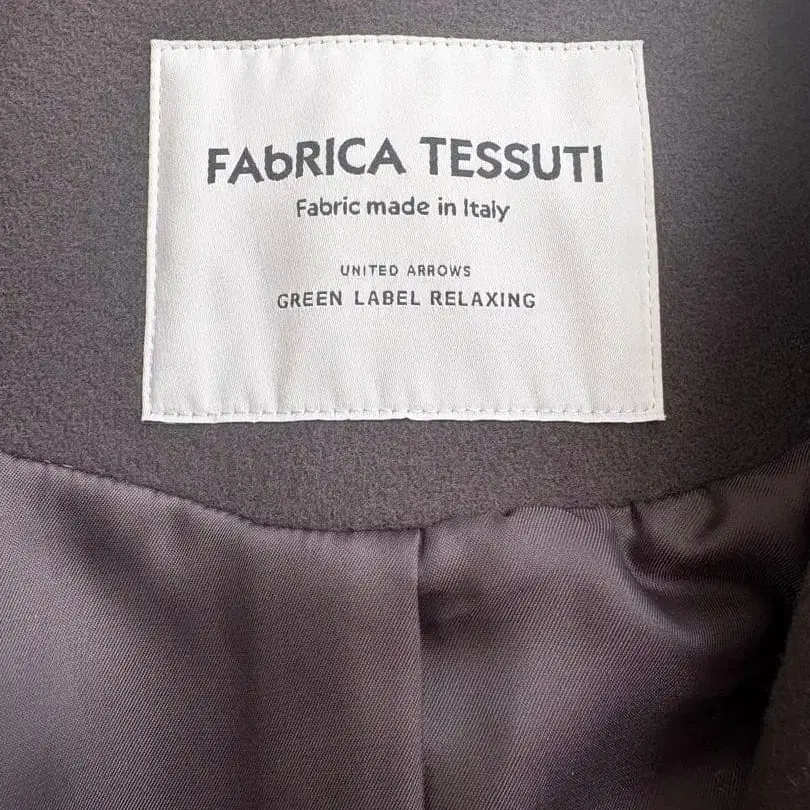 FAbRICA TESSUTI
Fabric made in Italy
UNITED ARROWS
GREEN LABEL RELAXING